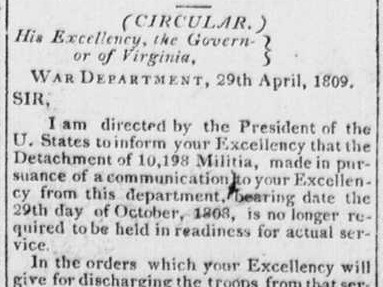 (CIRCULAR.)
His Excellency, the Govern-
or of Virginia,
WAR DEPARTMENT, 29th April, 1809.
SIR,
I am directed by the President of the
U. States to inform your Excellency that the
Detachment of 10,198 Militia, made in pur-
suance of a communication to your Excellen-
cy from this department, bearing date the
29th day of October, 1808, is no longer re-
quired to be held in readiness for actual ser-
vice.
In the orders which your Excellency will
give for discharging the troops from that ser-